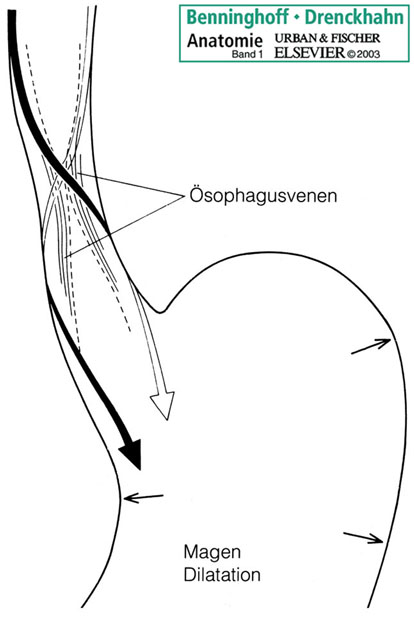 Benninghoff • Drenckhahn
Anatomie URBAN & FISCHER
Band 1 ELSEVIER © 2003
Ösophagusvenen
Magen
Dilatation